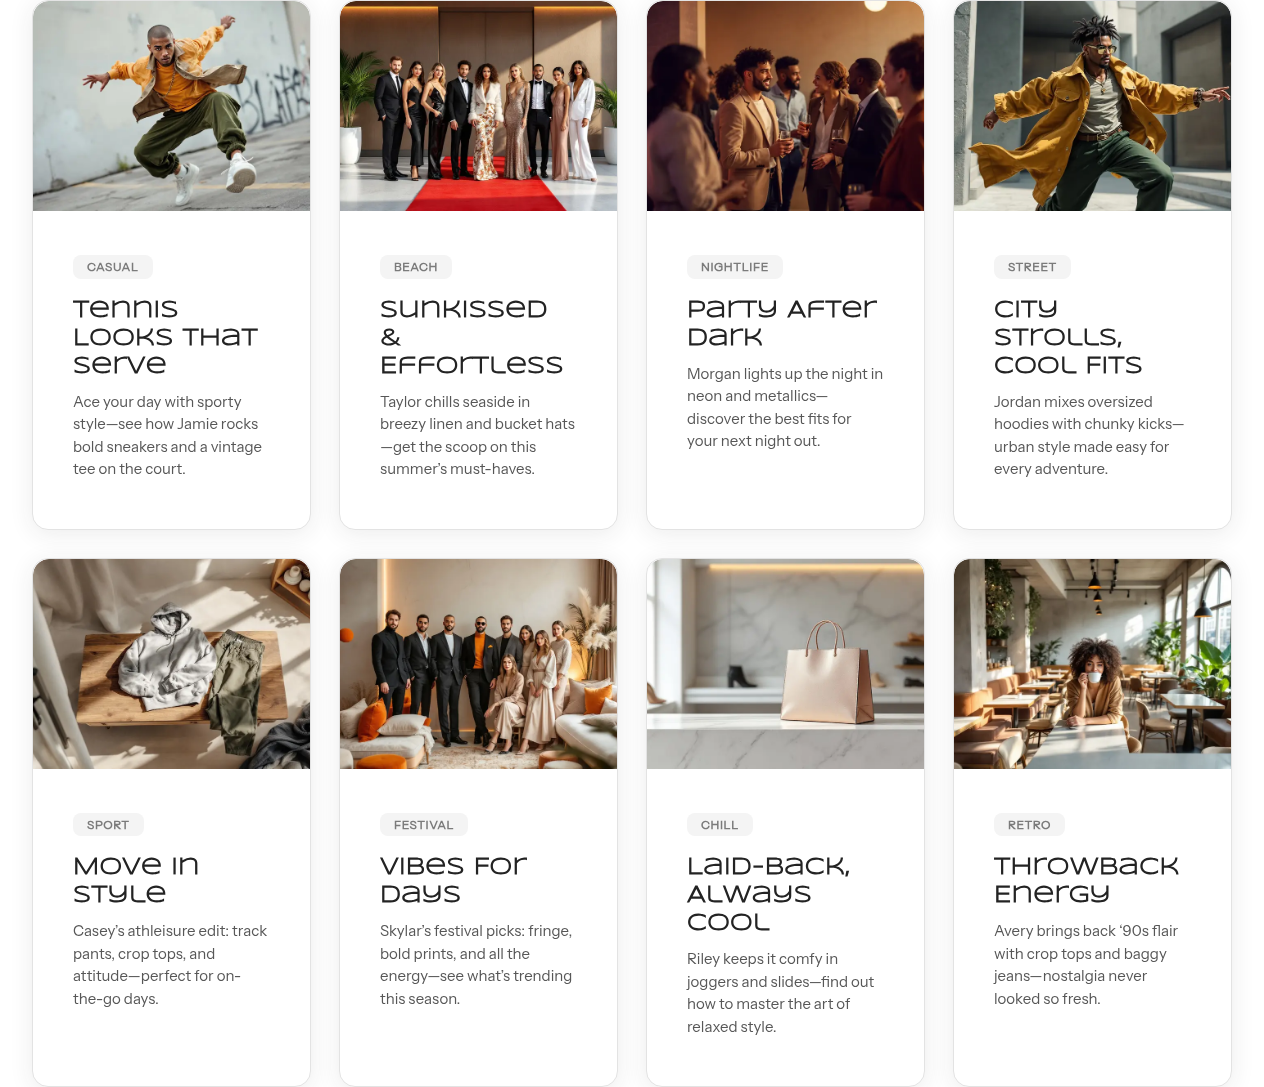 CASUAL
Tennis
Looks That
Serve
Ace your day with sporty
style—see how Jamie rocks
bold sneakers and a vintage
tee on the court.
BEACH
Sunkissed
&
Effortless
Taylor chills seaside in
breezy linen and bucket hats
—get the scoop on this
summer’s must-haves.
NIGHTLIFE
Party After
Dark
Morgan lights up the night in
neon and metallics—
discover the best fits for
your next night out.
STREET
City
Strolls,
Cool Fits
Jordan mixes oversized
hoodies with chunky kicks—
urban style made easy for
every adventure.
SPORT
Move in
Style
Casey’s athleisure edit: track
pants, crop tops, and
attitude—perfect for on-
the-go days.
FESTIVAL
Vibes for
Days
Skylar’s festival picks: fringe,
bold prints, and all the
energy—see what’s trending
this season.
CHILL
Laid-Back,
Always
Cool
Riley keeps it comfy in
joggers and slides—find out
how to master the art of
relaxed style.
RETRO
Throwback
Energy
Avery brings back ‘90s flair
with crop tops and baggy
jeans—nostalgia never
looked so fresh.